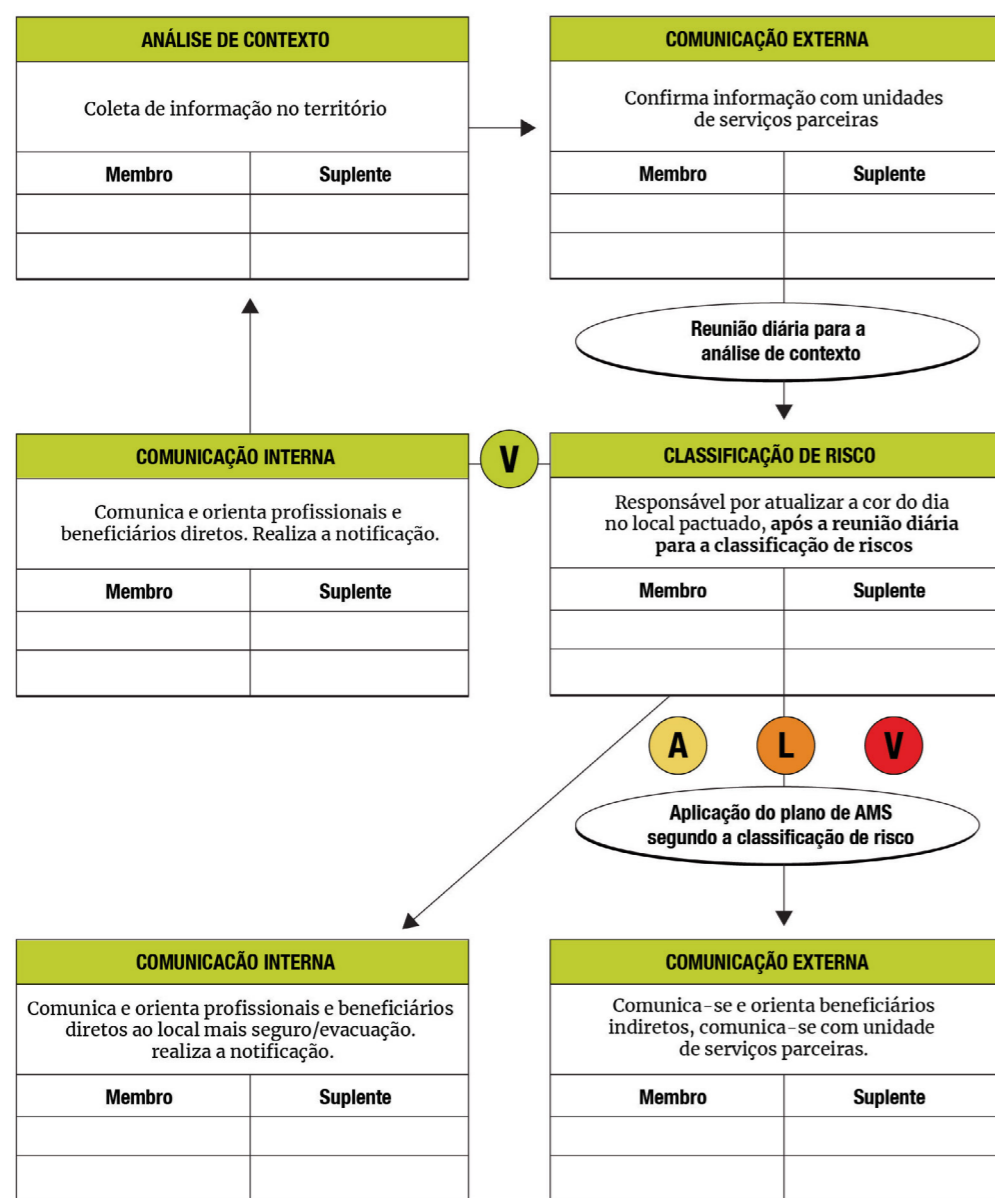 ANÁLISE DE CONTEXTO
Coleta de informação no território
Membro
Suplente
COMUNICAÇÃO EXTERNA
Confirma informação com unidades
de serviços parceiras
Membro
Suplente
Reunião diária para a
análise de contexto
COMUNICAÇÃO INTERNA
Comunica e orienta profissionais e
beneficiários diretos. Realiza a notificação.
Membro
Suplente
V
CLASSIFICAÇÃO DE RISCO
Responsável por atualizar a cor do dia
no local pactuado, após a reunião diária
para a classificação de riscos
Membro
Suplente
A
L
V
Aplicação do plano de AMS
segundo a classificação de risco
COMUNICACÃO INTERNA
Comunica e orienta profissionais e beneficiários
diretos ao local mais seguro/evacuação.
realiza a notificação.
Membro
Suplente
COMUNICAÇÃO EXTERNA
Comunica-se e orienta beneficiários
indiretos, comunica-se com unidade
de serviços parceiras.
Membro
Suplente